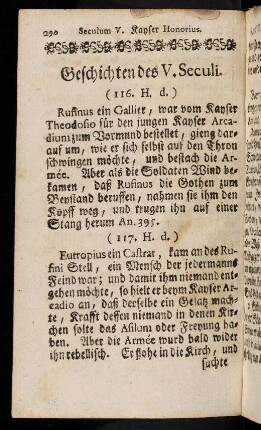 290 Seculum V. Kayser Honorius.
Geschichten des V. Seculi.
(116. H. d.)
Rufinus ein Gallier, war vom Kayser
Theodosio für den jungen Kayser Arca-
dium zum Vormund bestellet, gieng dar-
auf um, wie er sich selbst auf den Thron
schwingen möchte, und bestach die Ar-
mée. Aber als die Soldaten Wind be-
kamen, daß Rufinus die Gothen zum
Beystand beruffen, nahmen sie ihm den
Kopff weg, und trugen ihn auf einer
Stang herum An. 395.
(117. H. d.)
Eutropius ein Castrat, kam an des Ru-
fini Stell, ein Mensch der jedermanns
Feind war; und damit ihm niemand ent-
gehen möchte, so hielt er beym Kayser Ar-
cadio an, daß derselbe ein Gesatz mach-
te, Krafft dessen niemand in denen Kir-
chen solte das Asilum oder Freyung ha-
ben. Aber die Armée wurd bald wider
ihn rebellisch. Er flohe in die Kirch, und
suchte